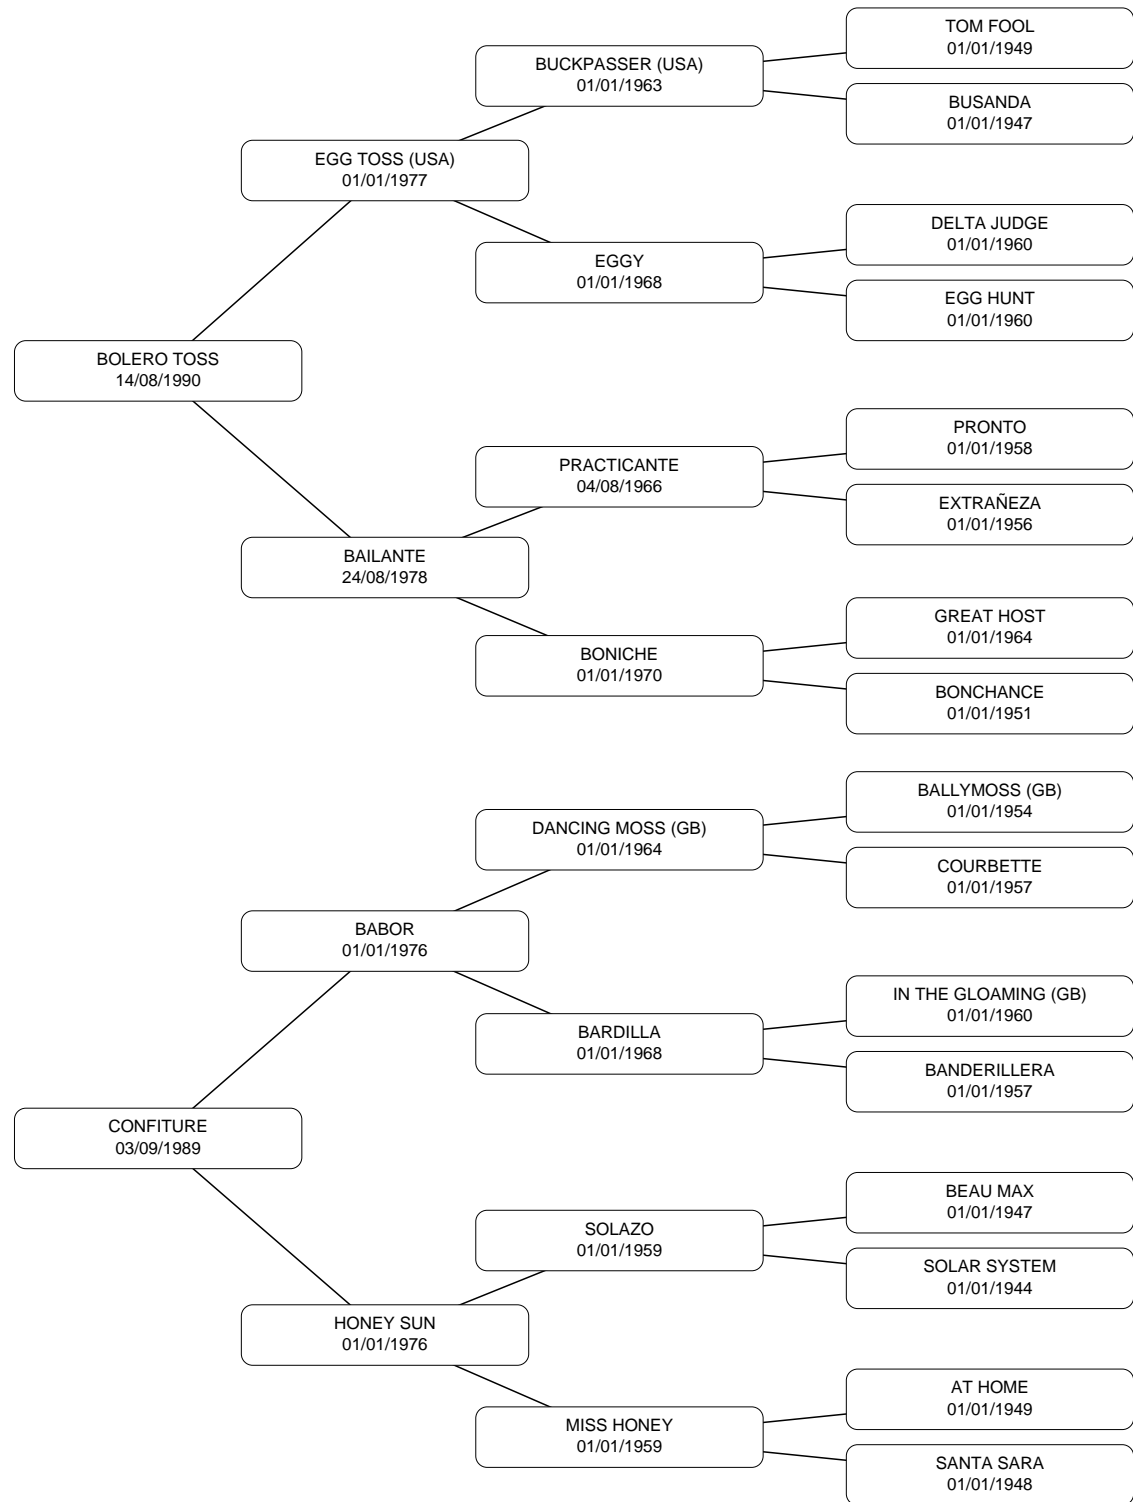 TOM FOOL
01/01/1949
BUCKPASSER (USA)
01/01/1963
BUSANDA
01/01/1947
EGG TOSS (USA)
01/01/1977
DELTA JUDGE
01/01/1960
EGGY
01/01/1968
EGG HUNT
01/01/1960
BOLERO TOSS
14/08/1990
PRONTO
01/01/1958
PRACTICANTE
04/08/1966
EXTRAÑEZA
01/01/1956
BAILANTE
24/08/1978
GREAT HOST
01/01/1964
BONICHE
01/01/1970
BONCHANCE
01/01/1951
BALLYMOSS (GB)
01/01/1954
DANCING MOSS (GB)
01/01/1964
COURBETTE
01/01/1957
BABOR
01/01/1976
IN THE GLOAMING (GB)
01/01/1960
BARDILLA
01/01/1968
BANDERILLERA
01/01/1957
CONFITURE
03/09/1989
BEAU MAX
01/01/1947
SOLAZO
01/01/1959
SOLAR SYSTEM
01/01/1944
HONEY SUN
01/01/1976
AT HOME
01/01/1949
MISS HONEY
01/01/1959
SANTA SARA
01/01/1948